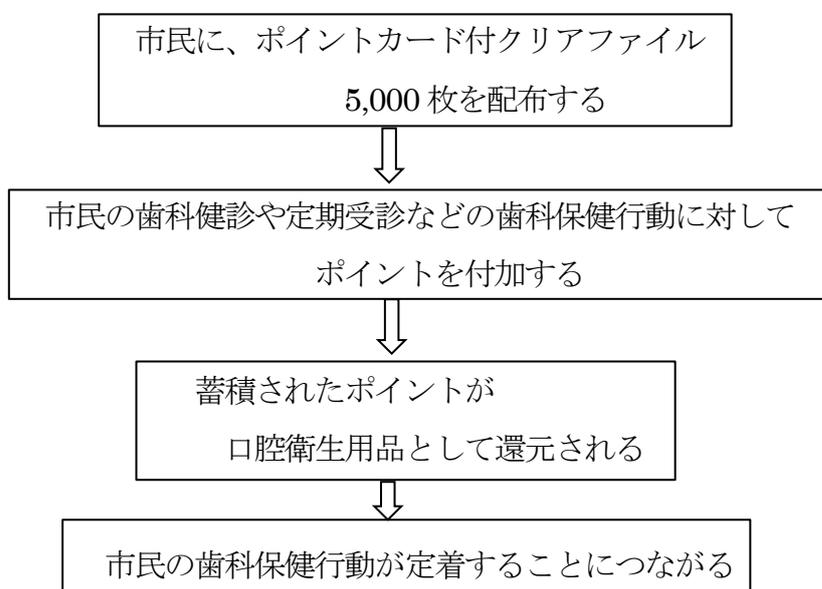 市民に、ポイントカード付クリアファイル
5,000 枚を配布する
市民の歯科健診や定期受診などの歯科保健行動に対して
ポイントを付加する
蓄積されたポイントが
口腔衛生用品として還元される
市民の歯科保健行動が定着することにつながる